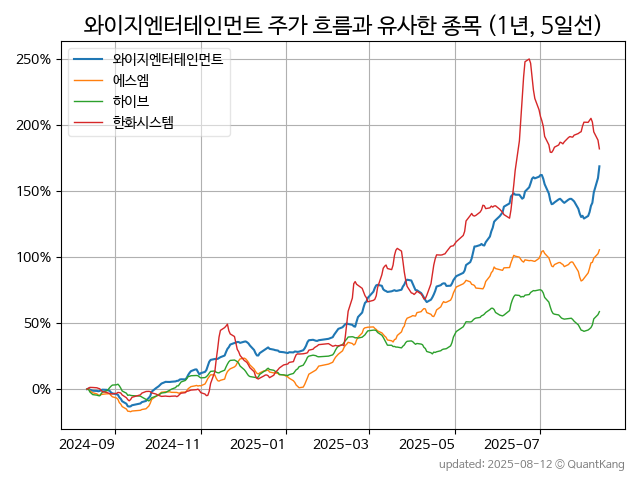 와이지엔터테인먼트 주가 흐름과 유사한 종목 (1년, 5일선)
와이지엔터테인먼트
에스엠
하이브
한화시스템
250%
200%
150%
100%
50%
0%
2024-09 2024-11 2025-01 2025-03 2025-05 2025-07
updated: 2025-08-12 © QuantKang